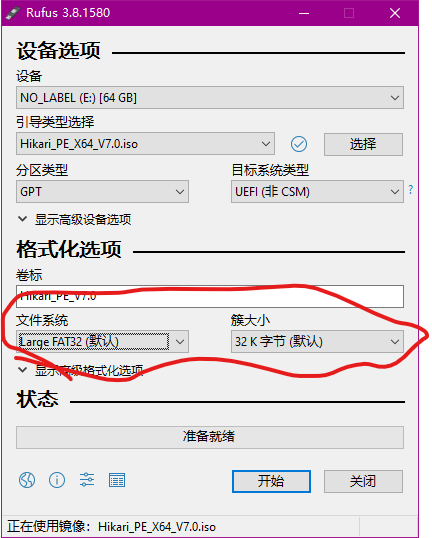 Rufus 3.8.1580
设备选项
设备
NO_LABEL (E:) [64 GB]
引导类型选择
Hikari_PE_X64_V7.0.iso
选择
分区类型 目标系统类型
GPT UEFI (非 CSM) ?
显示高级设备选项
格式化选项
卷标
Hikari_PE_V7.0
文件系统 簇大小
Large FAT32 (默认) 32 K 字节 (默认)
显示高级格式化选项
状态
准备就绪
开始 关闭
正在使用镜像: Hikari_PE_X64_V7.0.iso